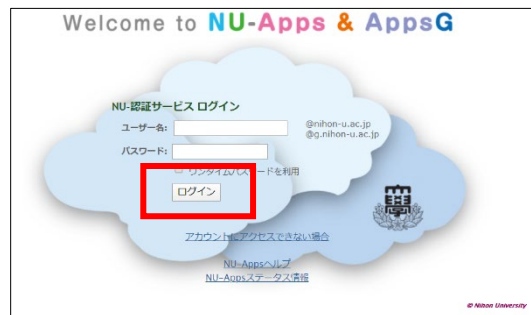 Welcome to NU-Apps & AppsG
NU-認証サービス ログイン
ユーザー名:
@nihon-u.ac.jp
@g.nihon-u.ac.jp
パスワード:
ワンタイムパスワードを利用
ログイン
アカウントにアクセスできない場合
NU-Appsヘルプ
NU-Appsステータス情報
大學
© Nihon University